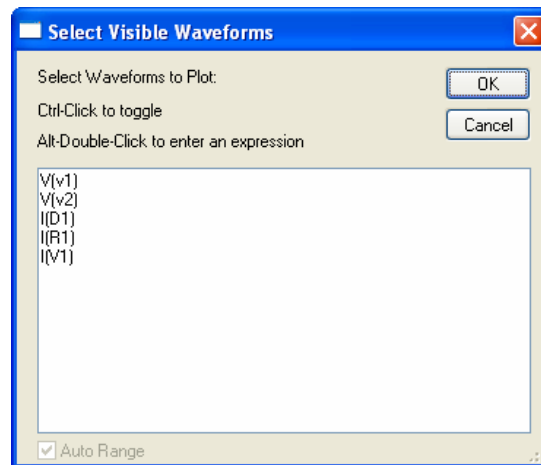 Select Visible Waveforms
Select Waveforms to Plot:
OK
Ctrl-Click to toggle
Cancel
Alt-Double-Click to enter an expression
V(v1)
V(v2)
I(D1)
I(R1)
I(V1)
Auto Range